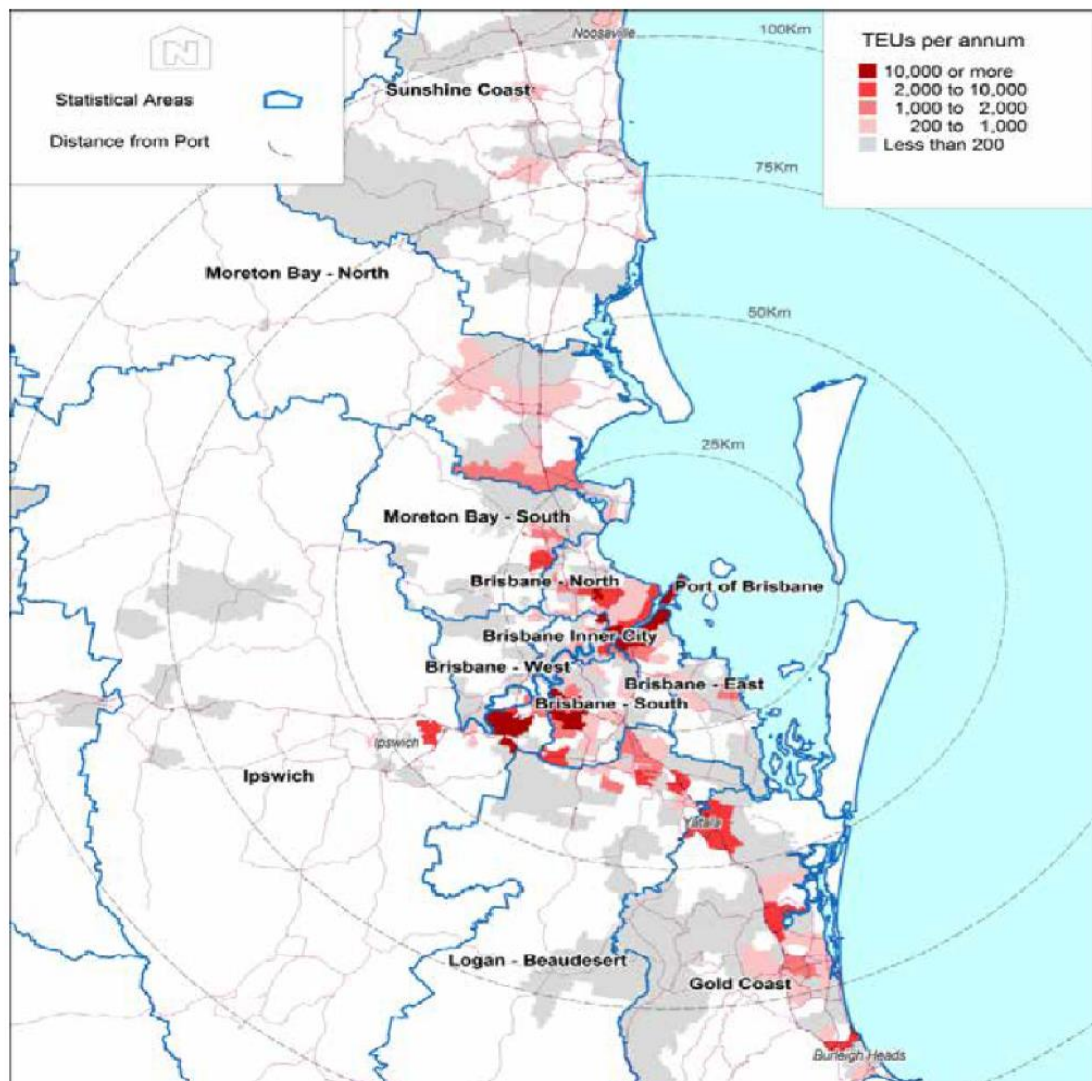 N
Statistical Areas
Distance from Port
TEUs per annum
10,000 or more
2,000 to 10,000
1,000 to 2,000
200 to 1,000
Less than 200
100Km
Noosaville
Sunshine Coast
75Km
Moreton Bay - North
50Km
25Km
Moreton Bay - South
Brisbane - North
Port of Brisbane
Brisbane Inner City
Brisbane - West
Brisbane - East
Brisbane - South
Ipswich
Ipswich
Yatala
Logan - Beaudesert
Gold Coast
Burleigh Heads